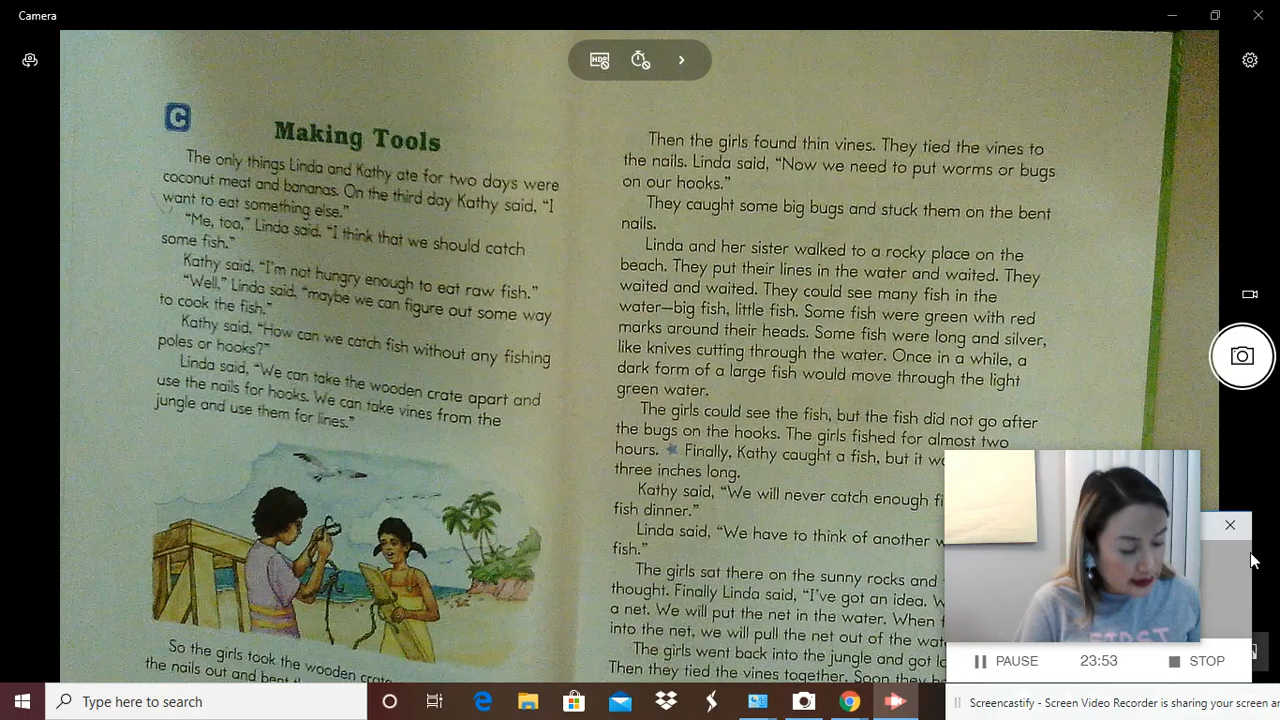 Camera
HDR
C
Making Tools
The only things Linda and Kathy ate for two days were
coconut meat and bananas. On the third day Kathy said, "I
want to eat something else."
"Me, too," Linda said. "I think that we should catch
some fish."
Kathy said, "I'm not hungry enough to eat raw fish."
"Well," Linda said, "maybe we can figure out some way
to cook the fish."
Kathy said, "How can we catch fish without any fishing
poles or hooks?"
Linda said, "We can take the wooden crate apart and
use the nails for hooks. We can take vines from the
jungle and use them for lines."
So the girls took the wooden crate
the nails out and bent
Then the girls found thin vines. They tied the vines to
the nails. Linda said, "Now we need to put worms or bugs
on our hooks."
They caught some big bugs and stuck them on the bent
nails.
Linda and her sister walked to a rocky place on the
beach. They put their lines in the water and waited. They
waited and waited. They could see many fish in the
water—big fish, little fish. Some fish were green with red
marks around their heads. Some fish were long and silver,
like knives cutting through the water. Once in a while, a
dark form of a large fish would move through the light
green water.
The girls could see the fish, but the fish did not go after
the bugs on the hooks. The girls fished for almost two
hours. Finally, Kathy caught a fish, but it
three inches long.
Kathy said, "We will never catch enough
fish dinner."
Linda said, "We have to think of another
fish."
The girls sat there on the sunny rocks and
thought. Finally Linda said, "I've got an idea.
a net. We will put the net in the water. When
into the net, we will pull the net out of the
The girls went back into the jungle and got
Then they tied the vines together. Soon they
FIRST
PAUSE 23:53 STOP
Type here to search
Screencastify - Screen Video Recorder is sharing your screen